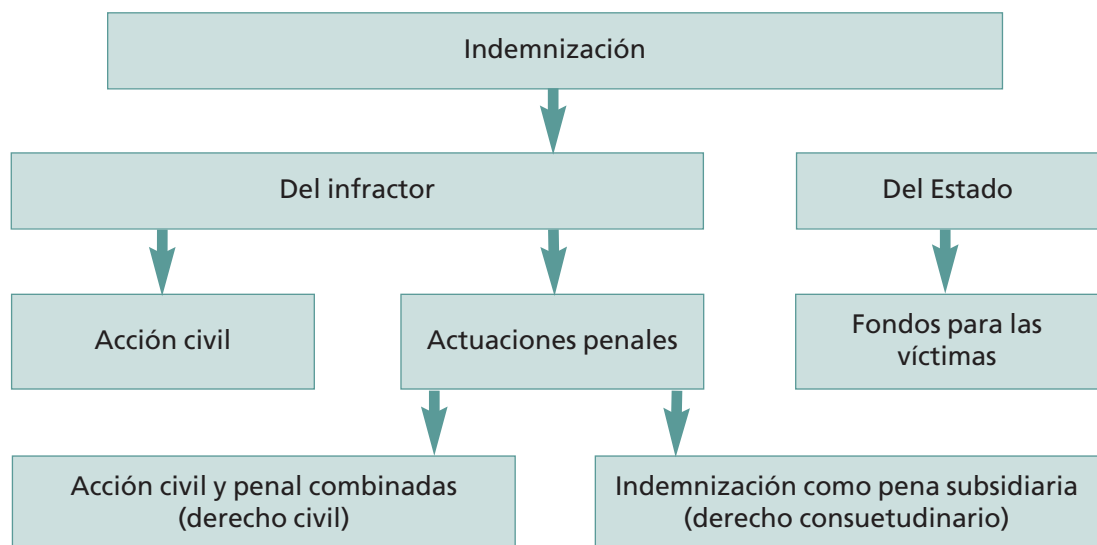 Indemnización
Del infractor
Del Estado
Acción civil
Actuaciones penales
Fondos para las
víctimas
Acción civil y penal combinadas
(derecho civil)
Indemnización como pena subsidiaria
(derecho consuetudinario)